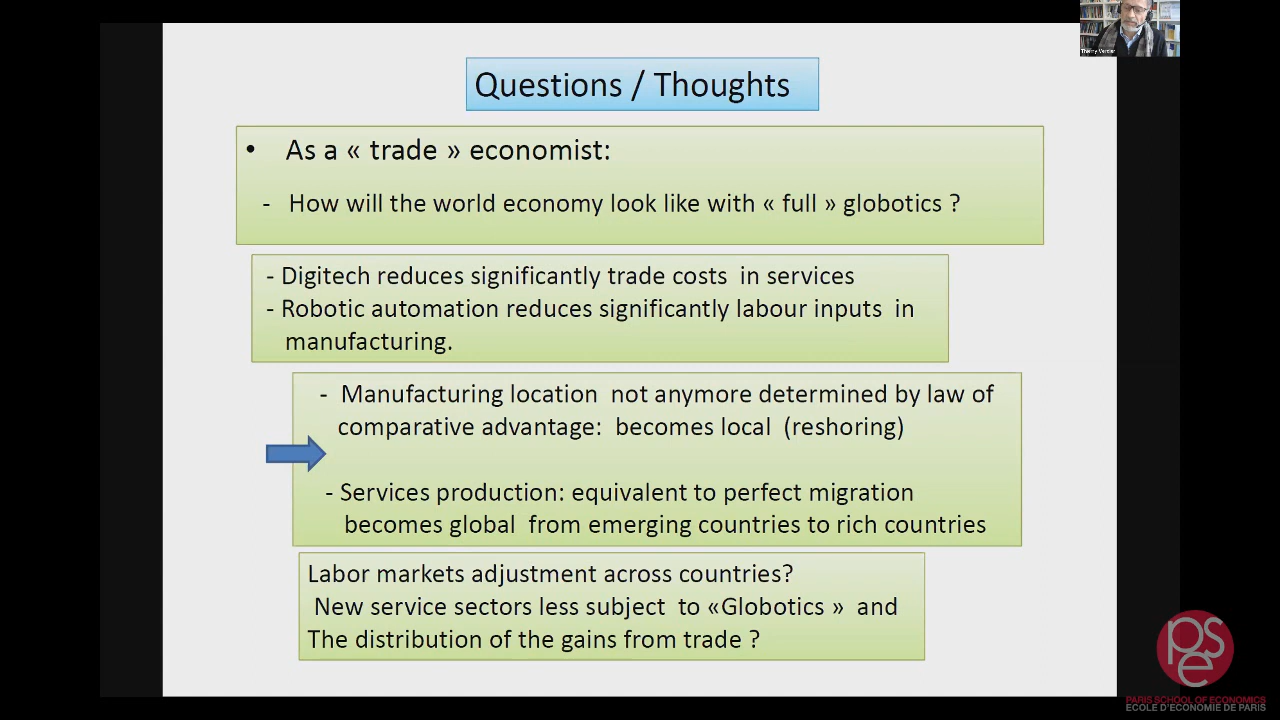 Thierry Verdier
Questions / Thoughts
• As a « trade » economist:
- How will the world economy look like with « full » globotics ?
- Digitech reduces significantly trade costs in services
- Robotic automation reduces significantly labour inputs in
manufacturing.
- Manufacturing location not anymore determined by law of
comparative advantage: becomes local (reshoring)
- Services production: equivalent to perfect migration
becomes global from emerging countries to rich countries
Labor markets adjustment across countries?
New service sectors less subject to «Globotics » and
The distribution of the gains from trade ?
pse
PARIS SCHOOL OF ECONOMICS
ECOLE D'ECONOMIE DE PARIS